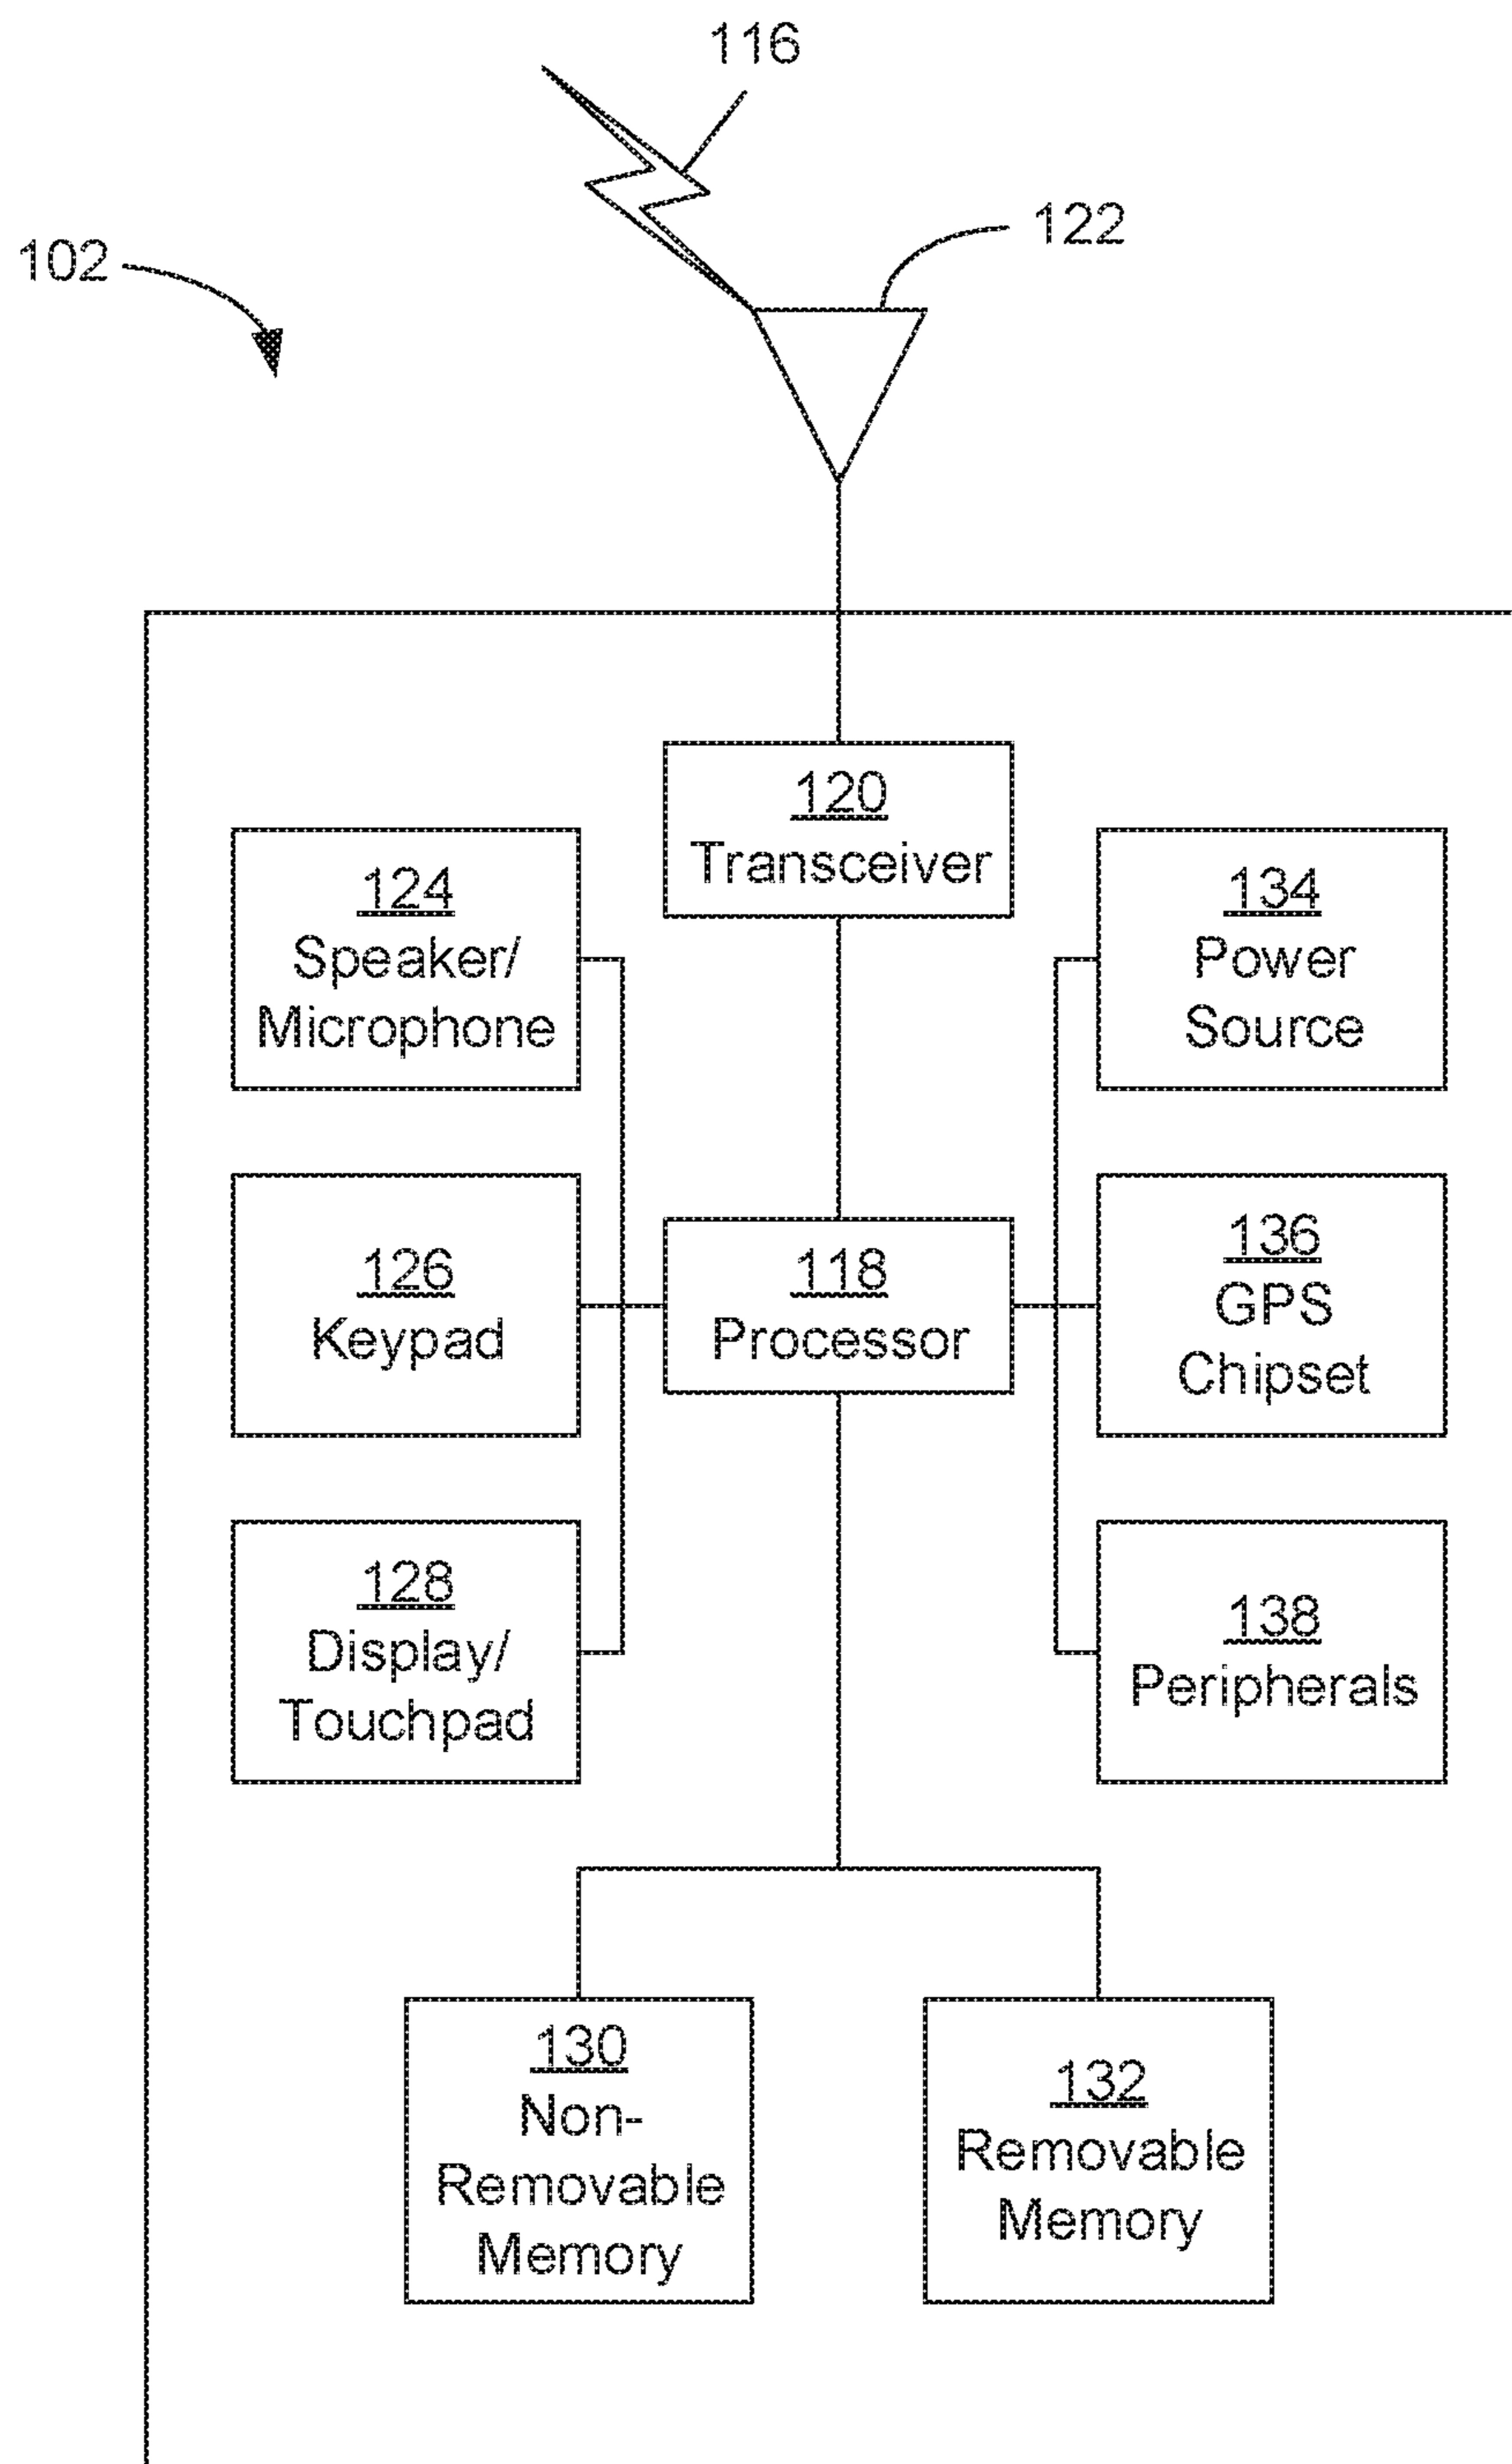 116
122
102
120
Transceiver
124
Speaker/
Microphone
134
Power
Source
126
Keypad
118
Processor
136
GPS
Chipset
128
Display/
Touchpad
138
Peripherals
130
Non-
Removable
Memory
132
Removable
Memory